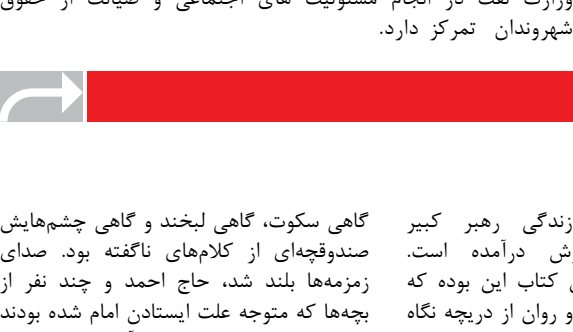 وزارت نفت در انجام مسئولیت های اجتماعی و صیانت از حقوق
شهروندان تمرکز دارد.
زندگی رهبر کبیر
درآمده است.
کتاب این بوده که
و روان از دریچه نگاه
گاهی سکوت، گاهی لبخند و گاهی چشم‌هایش
صندوقچه‌ای از کلام‌های ناگفته بود. صدای
زمزمه‌ها بلند شد، حاج احمد و چند نفر از
بچه‌ها که متوجه علت ایستادن امام شده بودند